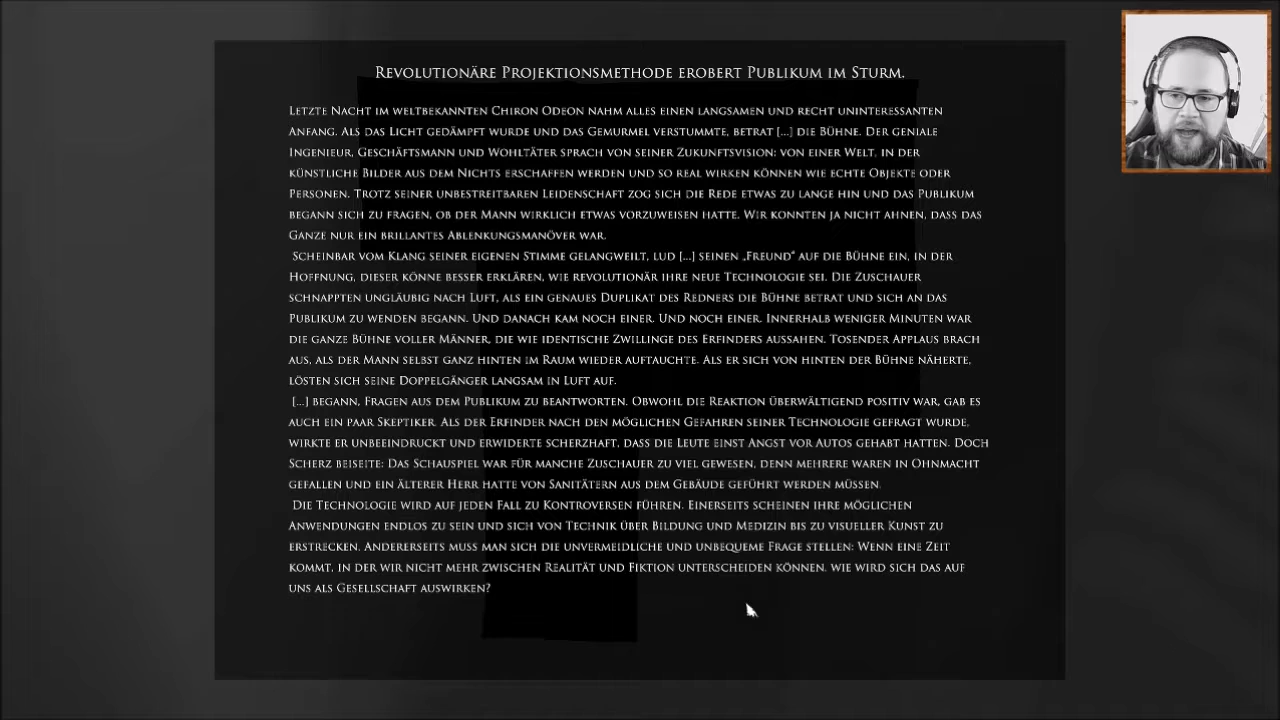 Revolutionäre Projektionsmethode erobert Publikum im Sturm.
Letzte Nacht im weltbekannten Chiron Odeon nahm alles einen langsamen und recht uninteressanten
Anfang. Als das Licht gedämpft wurde und das Gemurmel verstummte, betrat [...] die Bühne. Der geniale
Ingenieur, Geschäftsmann und Wohltäter sprach von seiner Zukunftsvision: von einer Welt, in der
künstliche Bilder aus dem Nichts erschaffen werden und so real wirken können wie echte Objekte oder
Personen. Trotz seiner unbestreitbaren Leidenschaft zog sich die Rede etwas zu lange hin und das Publikum
begann sich zu fragen, ob der Mann wirklich etwas vorzuweisen hatte. Wir konnten ja nicht ahnen, dass das
Ganze nur ein brillantes Ablenkungsmanöver war.
Scheinbar vom Klang seiner eigenen Stimme gelangweilt, lud [...] seinen „Freund“ auf die Bühne ein, in der
Hoffnung, dieser könne besser erklären, wie revolutionär ihre neue Technologie sei. Die Zuschauer
schnappten ungläubig nach Luft, als ein genaues Duplikat des Redners die Bühne betrat und sich an das
Publikum zu wenden begann. Und danach kam noch einer. Und noch einer. Innerhalb weniger Minuten war
die ganze Bühne voller Männer, die wie identische Zwillinge des Erfinders aussahen. Tosender Applaus brach
aus, als der Mann selbst ganz hinten im Raum wieder auftauchte. Als er sich von hinten der Bühne näherte,
lösten sich seine Doppelgänger langsam in Luft auf.
[...] begann, Fragen aus dem Publikum zu beantworten. Obwohl die Reaktion überwältigend positiv war, gab es
auch ein paar Skeptiker. Als der Erfinder nach den möglichen Gefahren seiner Technologie gefragt wurde,
wirkte er unbeeindruckt und erwiderte scherzhaft, dass die Leute einst Angst vor Autos gehabt hatten. Doch
Scherz beiseite: Das Schauspiel war für manche Zuschauer zu viel gewesen, denn mehrere waren in Ohnmacht
gefallen und ein älterer Herr hatte von Sanitätern aus dem Gebäude geführt werden müssen.
Die Technologie wird auf jeden Fall zu Kontroversen führen. Einerseits scheinen ihre möglichen
Anwendungen endlos zu sein und sich von Technik über Bildung und Medizin bis zu visueller Kunst zu
erstrecken. Andererseits muss man sich die unvermeidliche und unbequeme Frage stellen: Wenn eine Zeit
kommt, in der wir nicht mehr zwischen Realität und Fiktion unterscheiden können, wie wird sich das auf
uns als Gesellschaft auswirken?